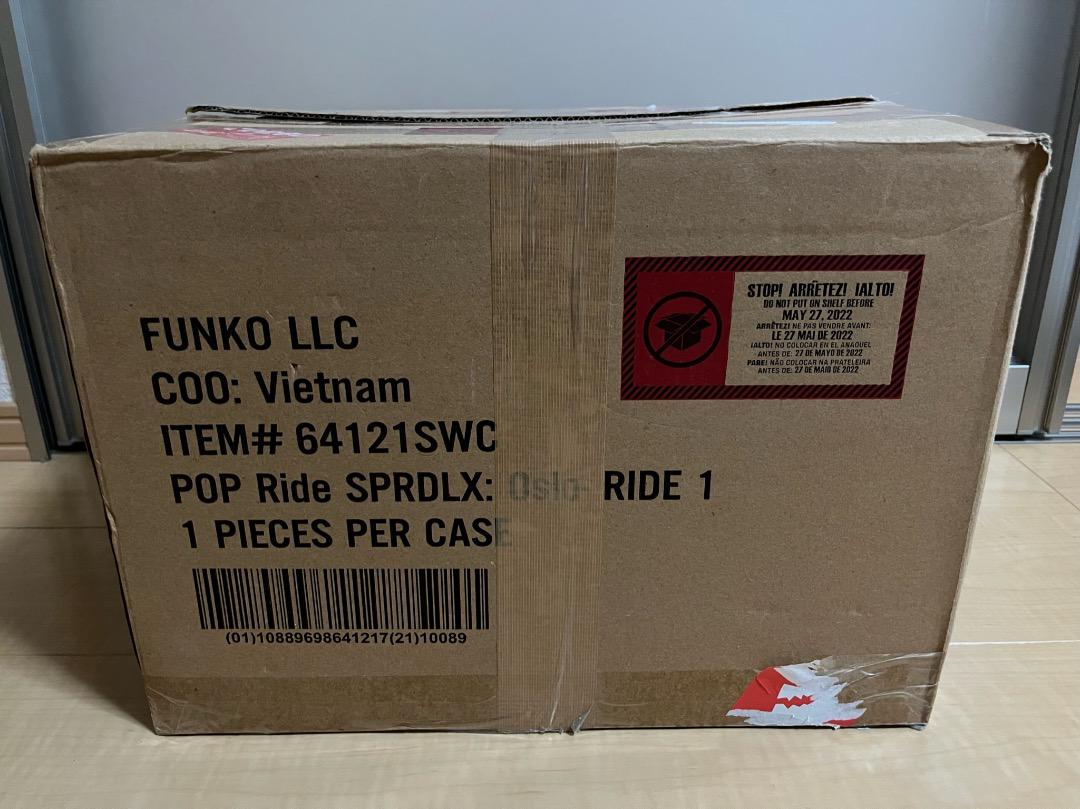 FUNKO LLC
COO: Vietnam
ITEM# 64121SWC
POP Ride SPRDLX: Oslo- RIDE 1
1 PIECES PER CASE
(01)10889698641217(21)10089
STOP! ARRÊTEZ! ¡ALTO!
DO NOT PUT ON SHELF BEFORE
MAY 27, 2022
ARRÊTEZ! NE PAS VENDRE AVANT:
LE 27 MAI DE 2022
¡ALTO! NO COLOCAR EN EL ANAQUEL
ANTES DE: 27 DE MAYO DE 2022
PARE! NÃO COLOCAR NA PRATELEIRA
ANTES DE: 27 DE MAIO DE 2022